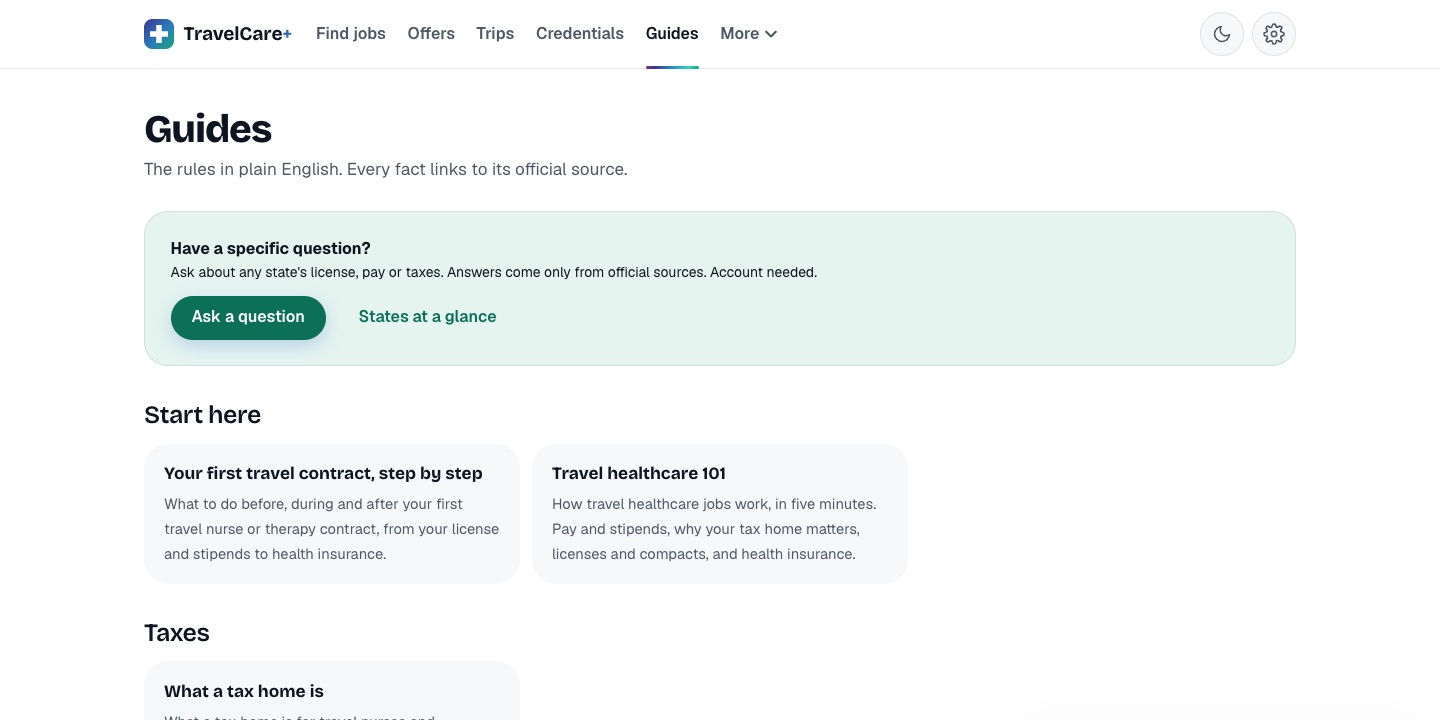 TravelCare+ Find jobs Offers Trips Credentials Guides More
Guides
The rules in plain English. Every fact links to its official source.
Have a specific question?
Ask about any state's license, pay or taxes. Answers come only from official sources. Account needed.
Ask a question States at a glance
Start here
Your first travel contract, step by step
What to do before, during and after your first
travel nurse or therapy contract, from your license
and stipends to health insurance.
Travel healthcare 101
How travel healthcare jobs work, in five minutes.
Pay and stipends, why your tax home matters,
licenses and compacts, and health insurance.
Taxes
What a tax home is